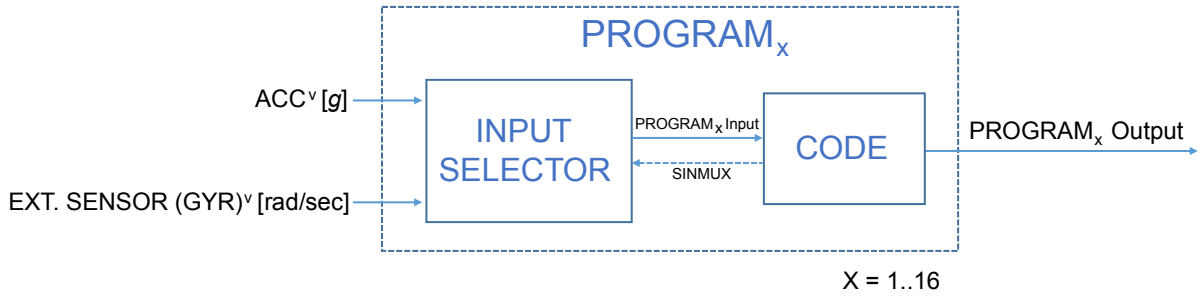 PROGRAMx
ACCᵛ [g]
INPUT
SELECTOR
PROGRAMx Input
SINMUX
CODE
PROGRAMx Output
EXT. SENSOR (GYR)ᵛ [rad/sec]
X = 1..16